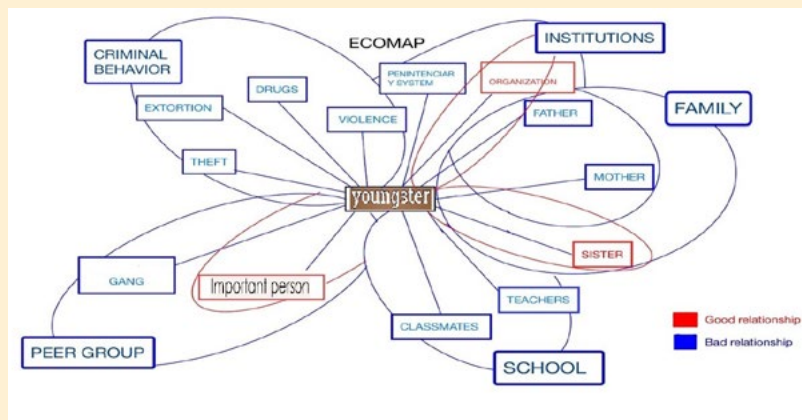 ECOMAP
CRIMINAL
BEHAVIOR
INSTITUTIONS
PENINTENCIAR
Y SYSTEM
ORGANIZATION
DRUGS
EXTORTION
VIOLENCE
FATHER
FAMILY
THEFT
MOTHER
youngster
SISTER
GANG
Important person
TEACHERS
CLASSMATES
PEER GROUP
SCHOOL
Good relationship
Bad relationship